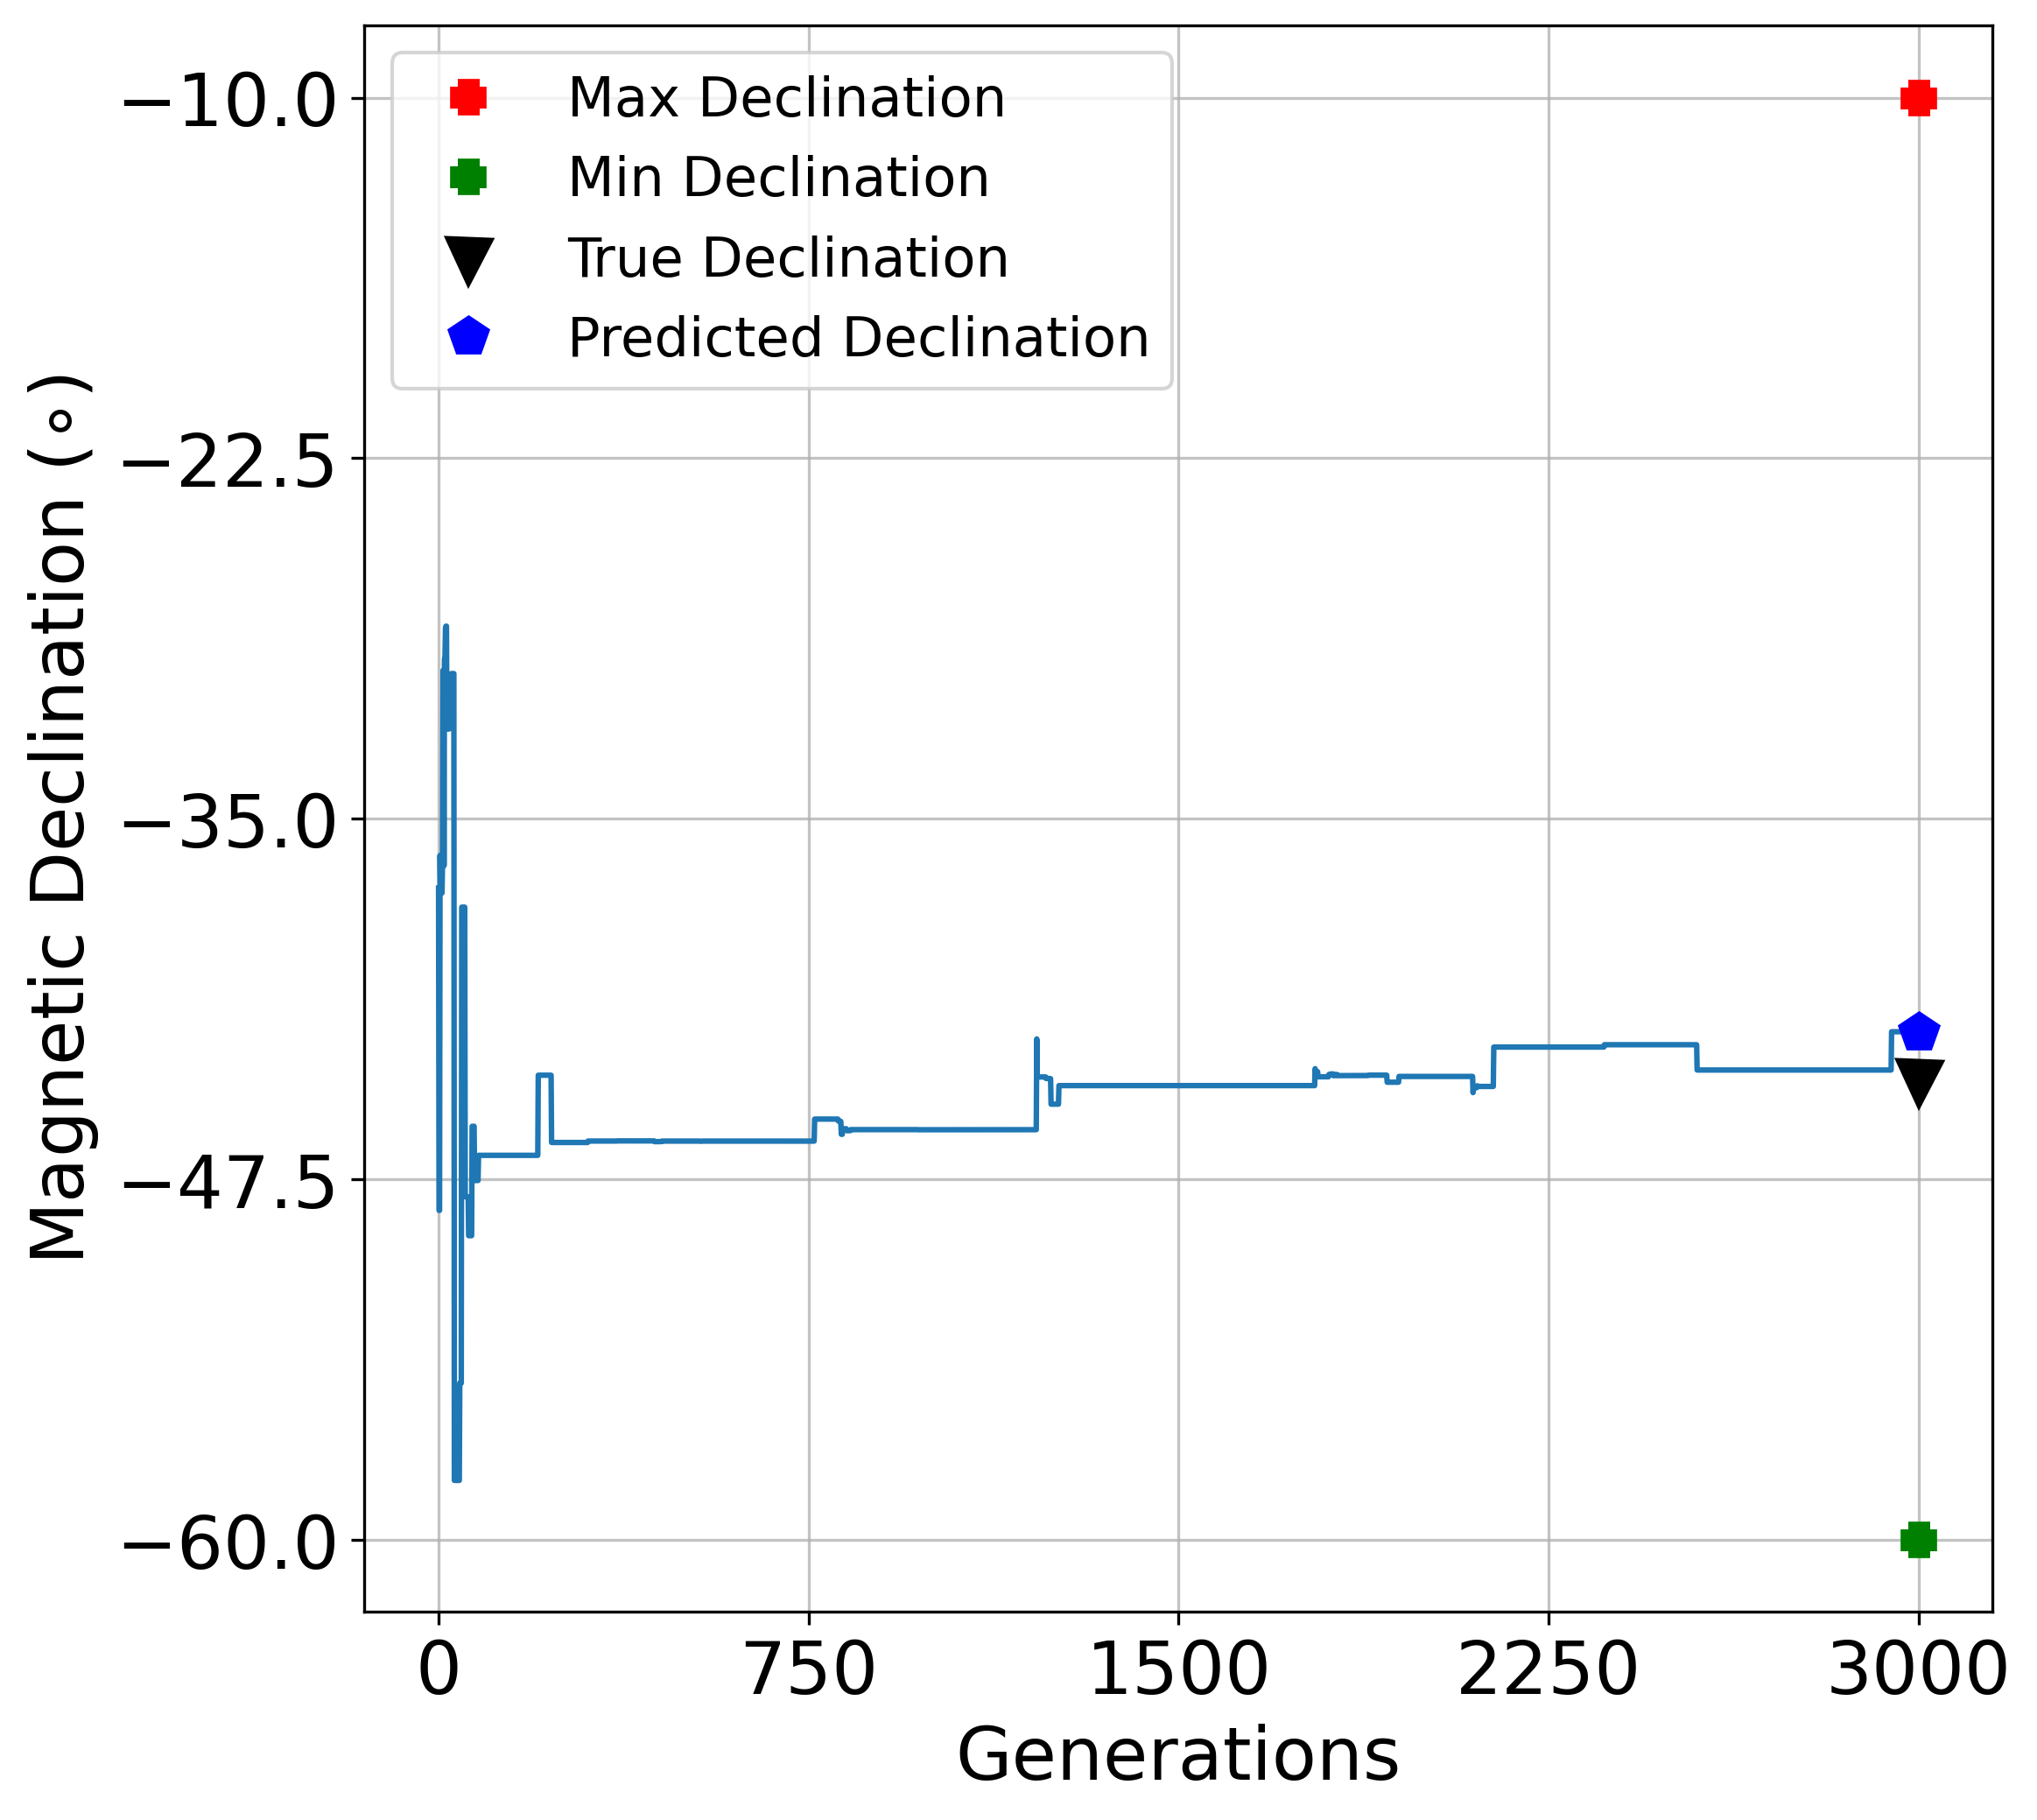 Max Declination
Min Declination
True Declination
Predicted Declination
Magnetic Declination (∘)
−10.0
−22.5
−35.0
−47.5
−60.0
0 750 1500 2250 3000
Generations